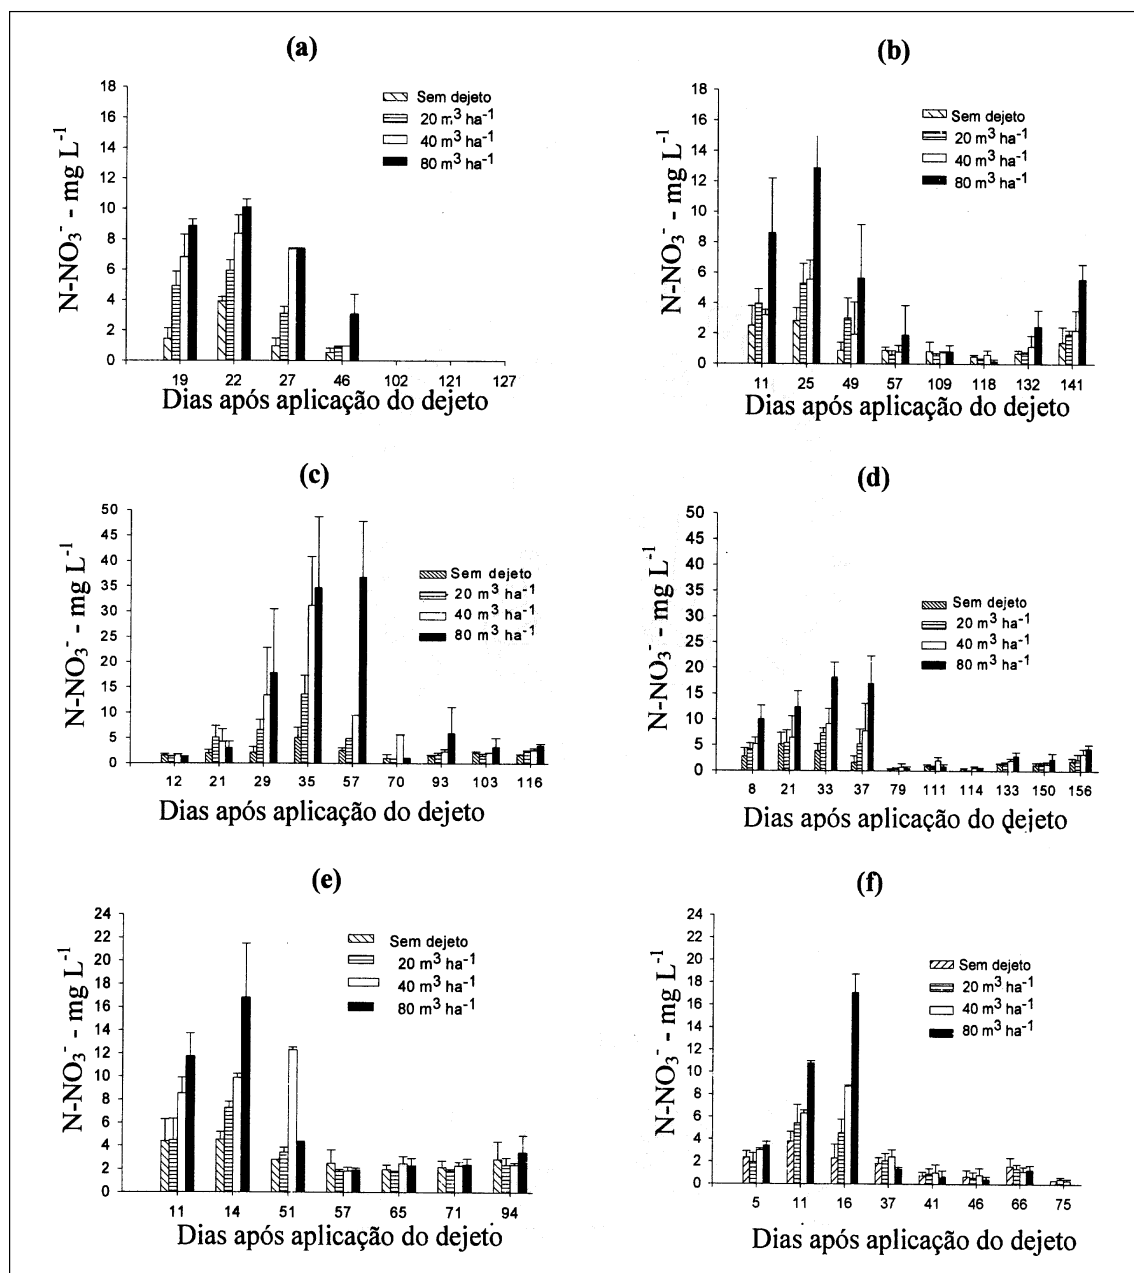 (a)
18
16
14
12
10
8
6
4
2
0
N-NO₃⁻ - mg L⁻¹
Sem dejeto
20 m³ ha⁻¹
40 m³ ha⁻¹
80 m³ ha⁻¹
19 22 27 46 102 121 127
Dias após aplicação do dejeto
(b)
18
16
14
12
10
8
6
4
2
0
N-NO₃⁻ - mg L⁻¹
Sem dejeto
20 m³ ha⁻¹
40 m³ ha⁻¹
80 m³ ha⁻¹
11 25 49 57 109 118 132 141
Dias após aplicação do dejeto
(c)
50
45
40
35
30
25
20
15
10
5
0
N-NO₃⁻ - mg L⁻¹
Sem dejeto
20 m³ ha⁻¹
40 m³ ha⁻¹
80 m³ ha⁻¹
12 21 29 35 57 70 93 103 116
Dias após aplicação do dejeto
(d)
50
45
40
35
30
25
20
15
10
5
0
N-NO₃⁻ - mg L⁻¹
Sem dejeto
20 m³ ha⁻¹
40 m³ ha⁻¹
80 m³ ha⁻¹
8 21 33 37 79 111 114 133 150 156
Dias após aplicação do dejeto
(e)
24
22
20
18
16
14
12
10
8
6
4
2
0
N-NO₃⁻ - mg L⁻¹
Sem dejeto
20 m³ ha⁻¹
40 m³ ha⁻¹
80 m³ ha⁻¹
11 14 51 57 65 71 94
Dias após aplicação do dejeto
(f)
24
22
20
18
16
14
12
10
8
6
4
2
0
N-NO₃⁻ - mg L⁻¹
Sem dejeto
20 m³ ha⁻¹
40 m³ ha⁻¹
80 m³ ha⁻¹
5 11 16 37 41 46 66 75
Dias após aplicação do dejeto